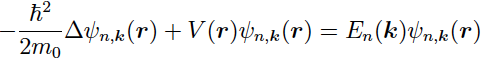 $-\frac{\hbar^2}{2m_0}\Delta\psi_{n,\boldsymbol{k}}(\boldsymbol{r}) + V(\boldsymbol{r})\psi_{n,\boldsymbol{k}}(\boldsymbol{r}) = E_n(\boldsymbol{k})\psi_{n,\boldsymbol{k}}(\boldsymbol{r})$